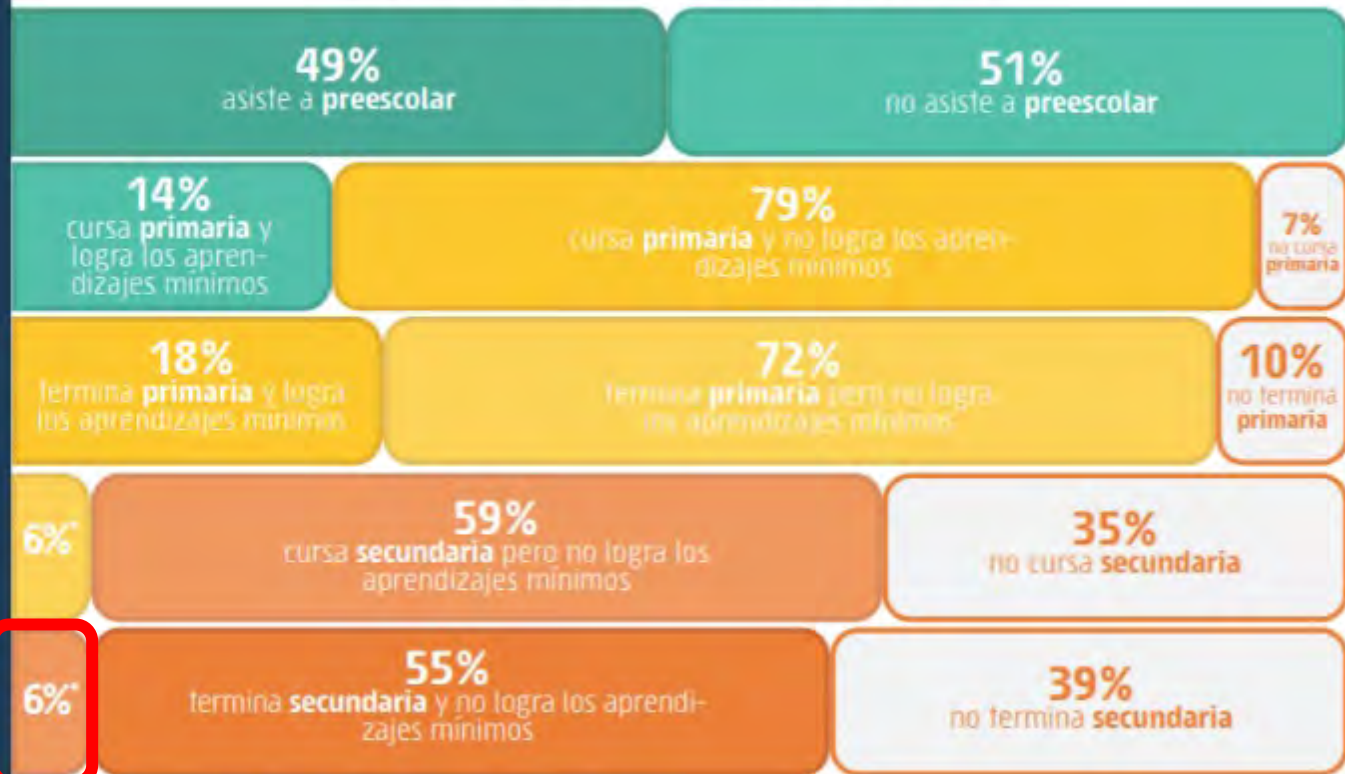 49%
asiste a preescolar
51%
no asiste a preescolar
14%
cursa primaria y
logra los apren-
dizajes mínimos
79%
cursa primaria y no logra los apren-
dizajes mínimos
7%
no cursa
primaria
18%
termina primaria y logra
los aprendizajes mínimos
72%
termina primaria pero no logra
los aprendizajes mínimos
10%
no termina
primaria
6%*
59%
cursa secundaria pero no logra los
aprendizajes mínimos
35%
no cursa secundaria
6%*
55%
termina secundaria y no logra los aprendi-
zajes mínimos
39%
no termina secundaria